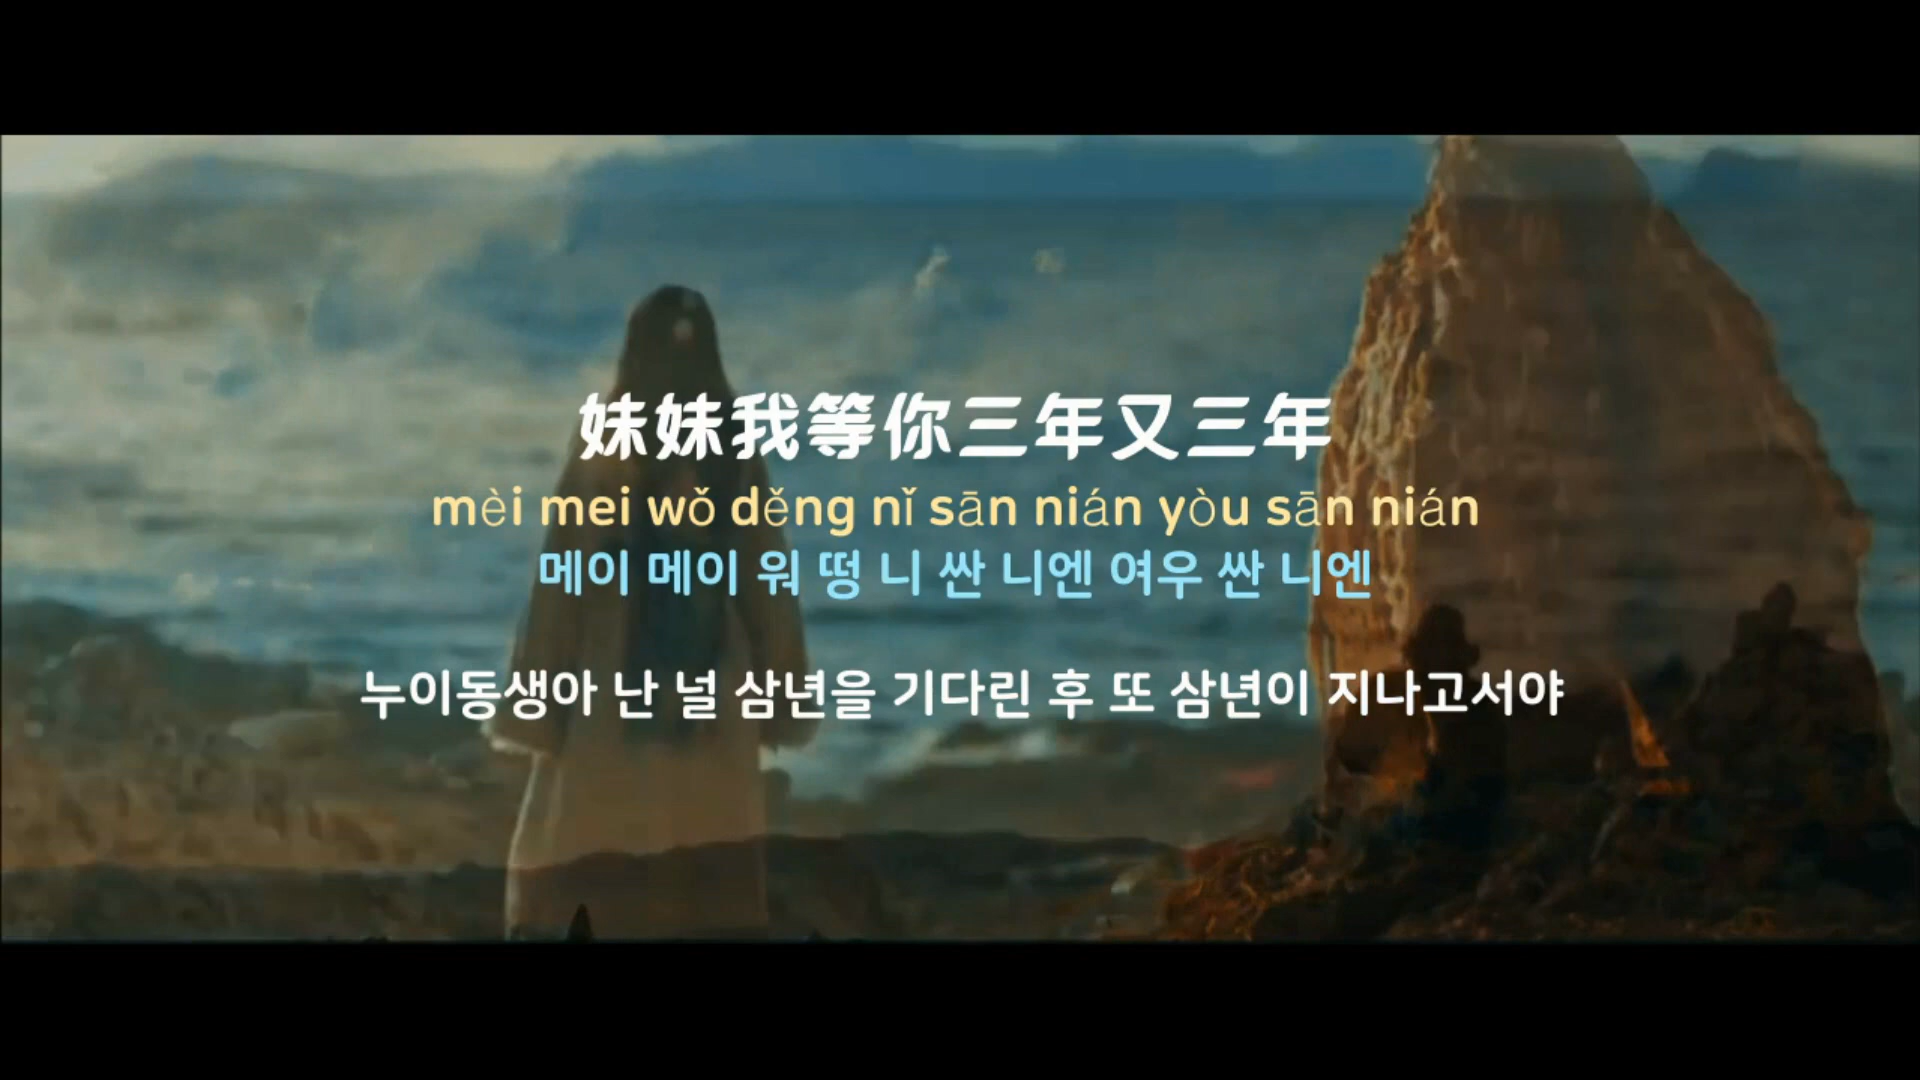 妹妹我等你三年又三年
mèi mei wǒ děng nǐ sān nián yòu sān nián
메이 메이 워 떵 니 싼 니엔 여우 싼 니엔
누이동생아 난 널 삼년을 기다린 후 또 삼년이 지나고서야